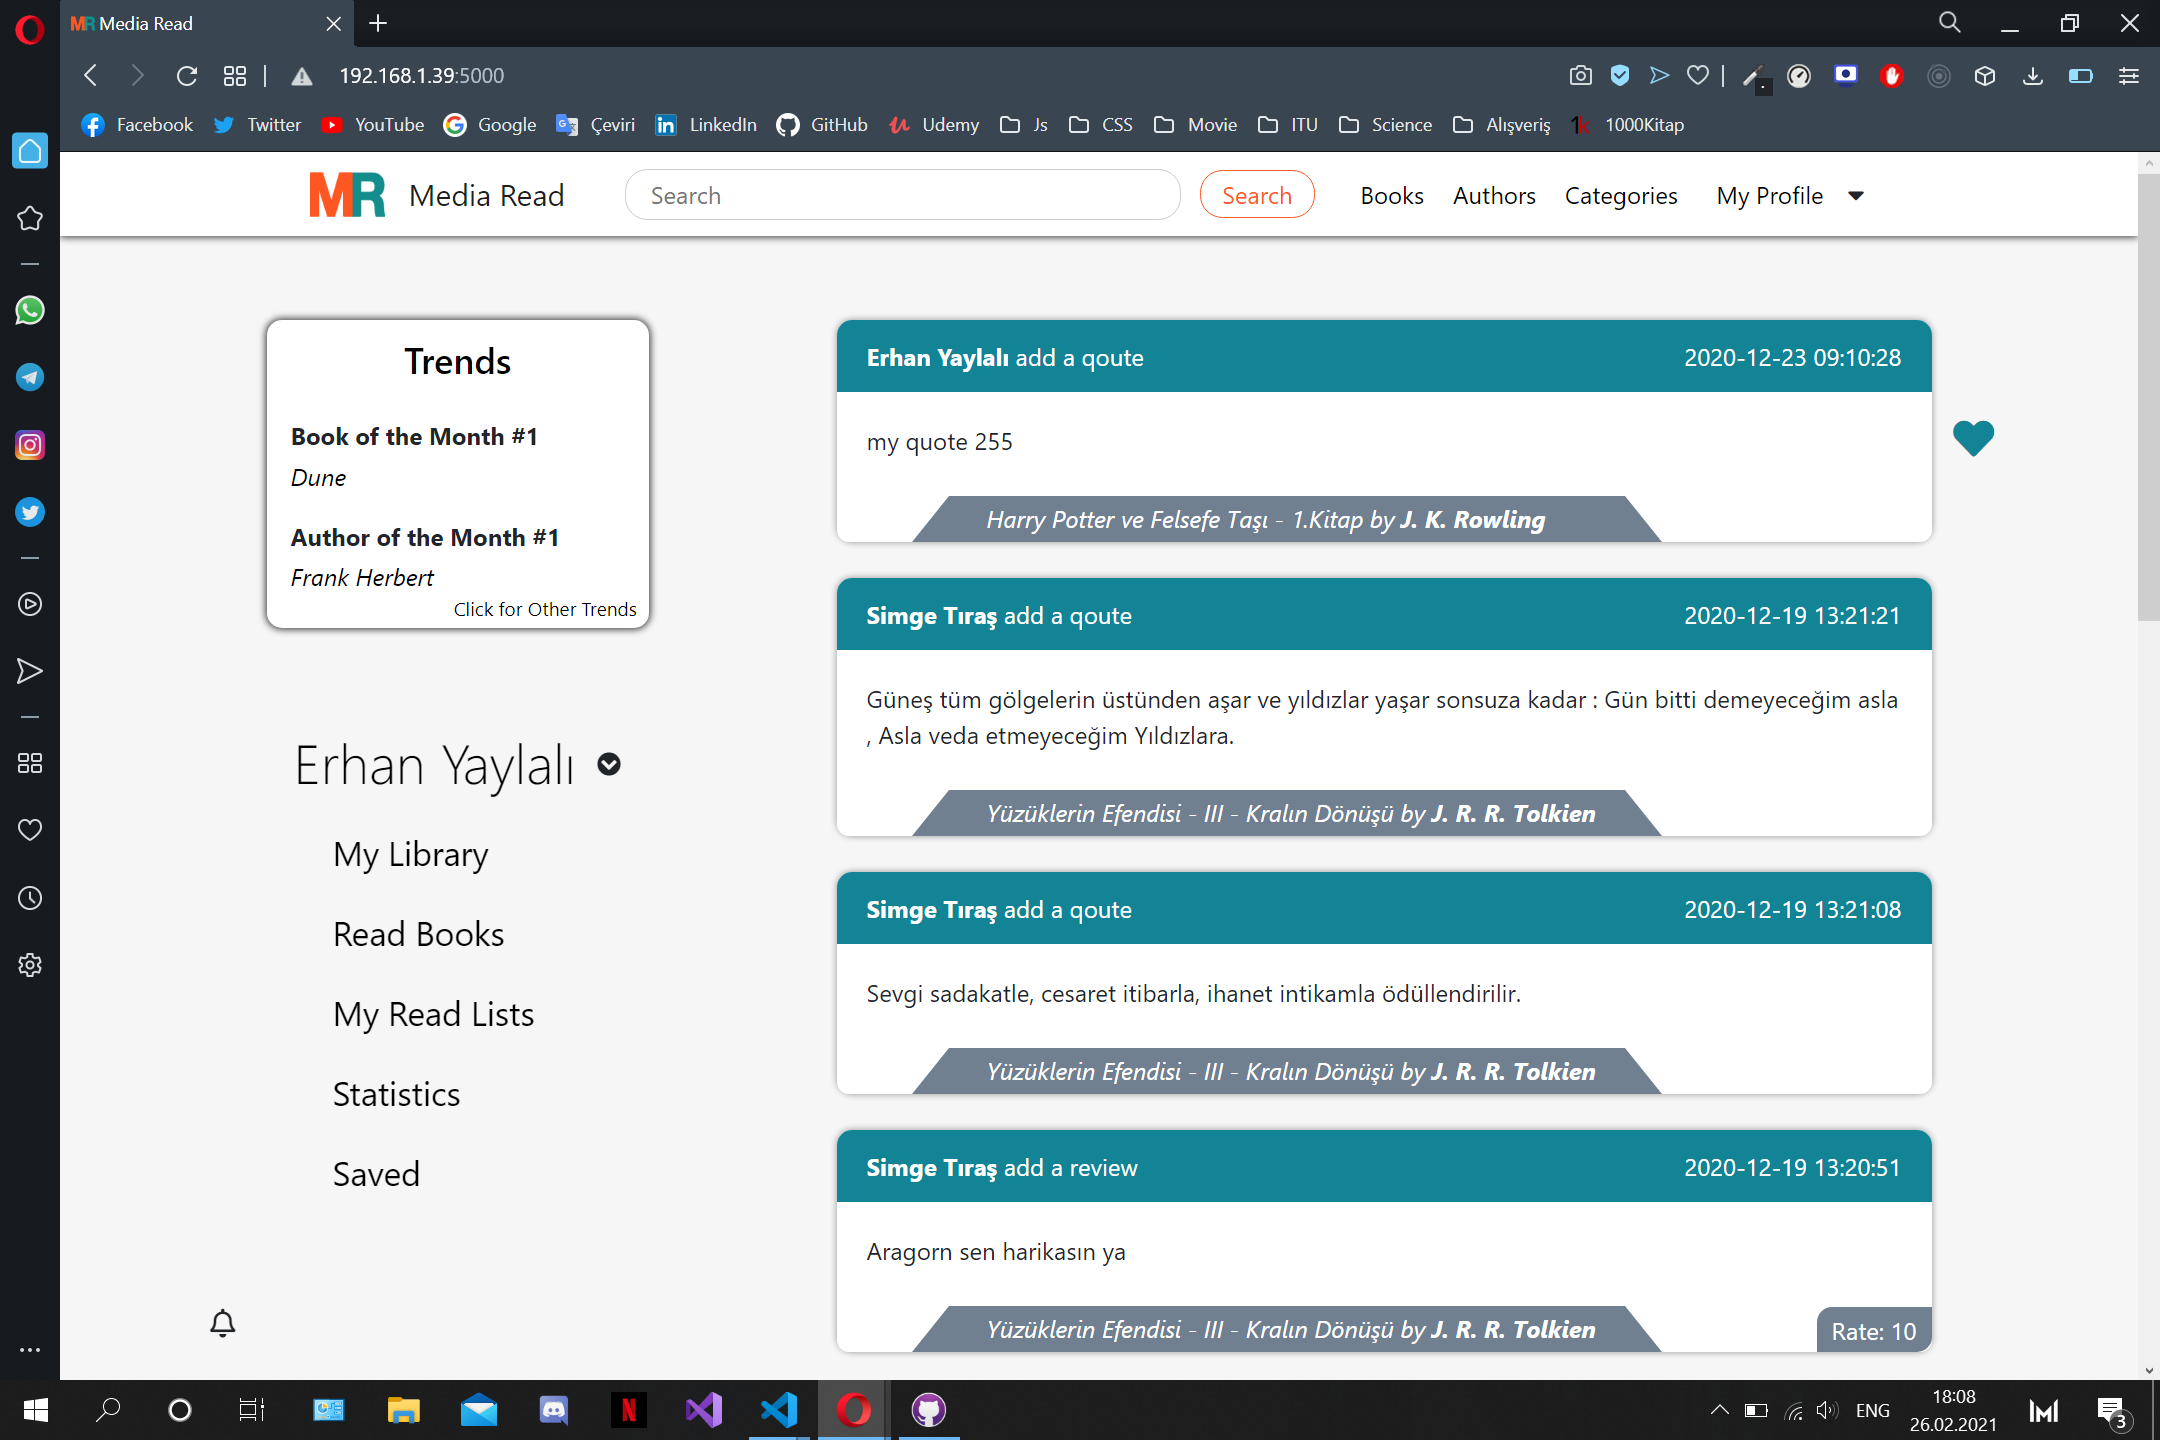 MR Media Read
192.168.1.39:5000
Facebook Twitter YouTube Google Çeviri LinkedIn GitHub Udemy Js CSS Movie ITU Science Alışveriş 1k 1000Kitap
MR Media Read Search Search Books Authors Categories My Profile
Trends
Book of the Month #1
Dune
Author of the Month #1
Frank Herbert
Click for Other Trends
Erhan Yaylalı
My Library
Read Books
My Read Lists
Statistics
Saved
Erhan Yaylalı add a qoute 2020-12-23 09:10:28
my quote 255
Harry Potter ve Felsefe Taşı - 1.Kitap by J. K. Rowling
Simge Tıraş add a qoute 2020-12-19 13:21:21
Güneş tüm gölgelerin üstünden aşar ve yıldızlar yaşar sonsuza kadar : Gün bitti demeyeceğim asla
, Asla veda etmeyeceğim Yıldızlara.
Yüzüklerin Efendisi - III - Kralın Dönüşü by J. R. R. Tolkien
Simge Tıraş add a qoute 2020-12-19 13:21:08
Sevgi sadakatle, cesaret itibarla, ihanet intikamla ödüllendirilir.
Yüzüklerin Efendisi - III - Kralın Dönüşü by J. R. R. Tolkien
Simge Tıraş add a review 2020-12-19 13:20:51
Aragorn sen harikasın ya
Yüzüklerin Efendisi - III - Kralın Dönüşü by J. R. R. Tolkien
Rate: 10
N
ENG
18:08
26.02.2021
3